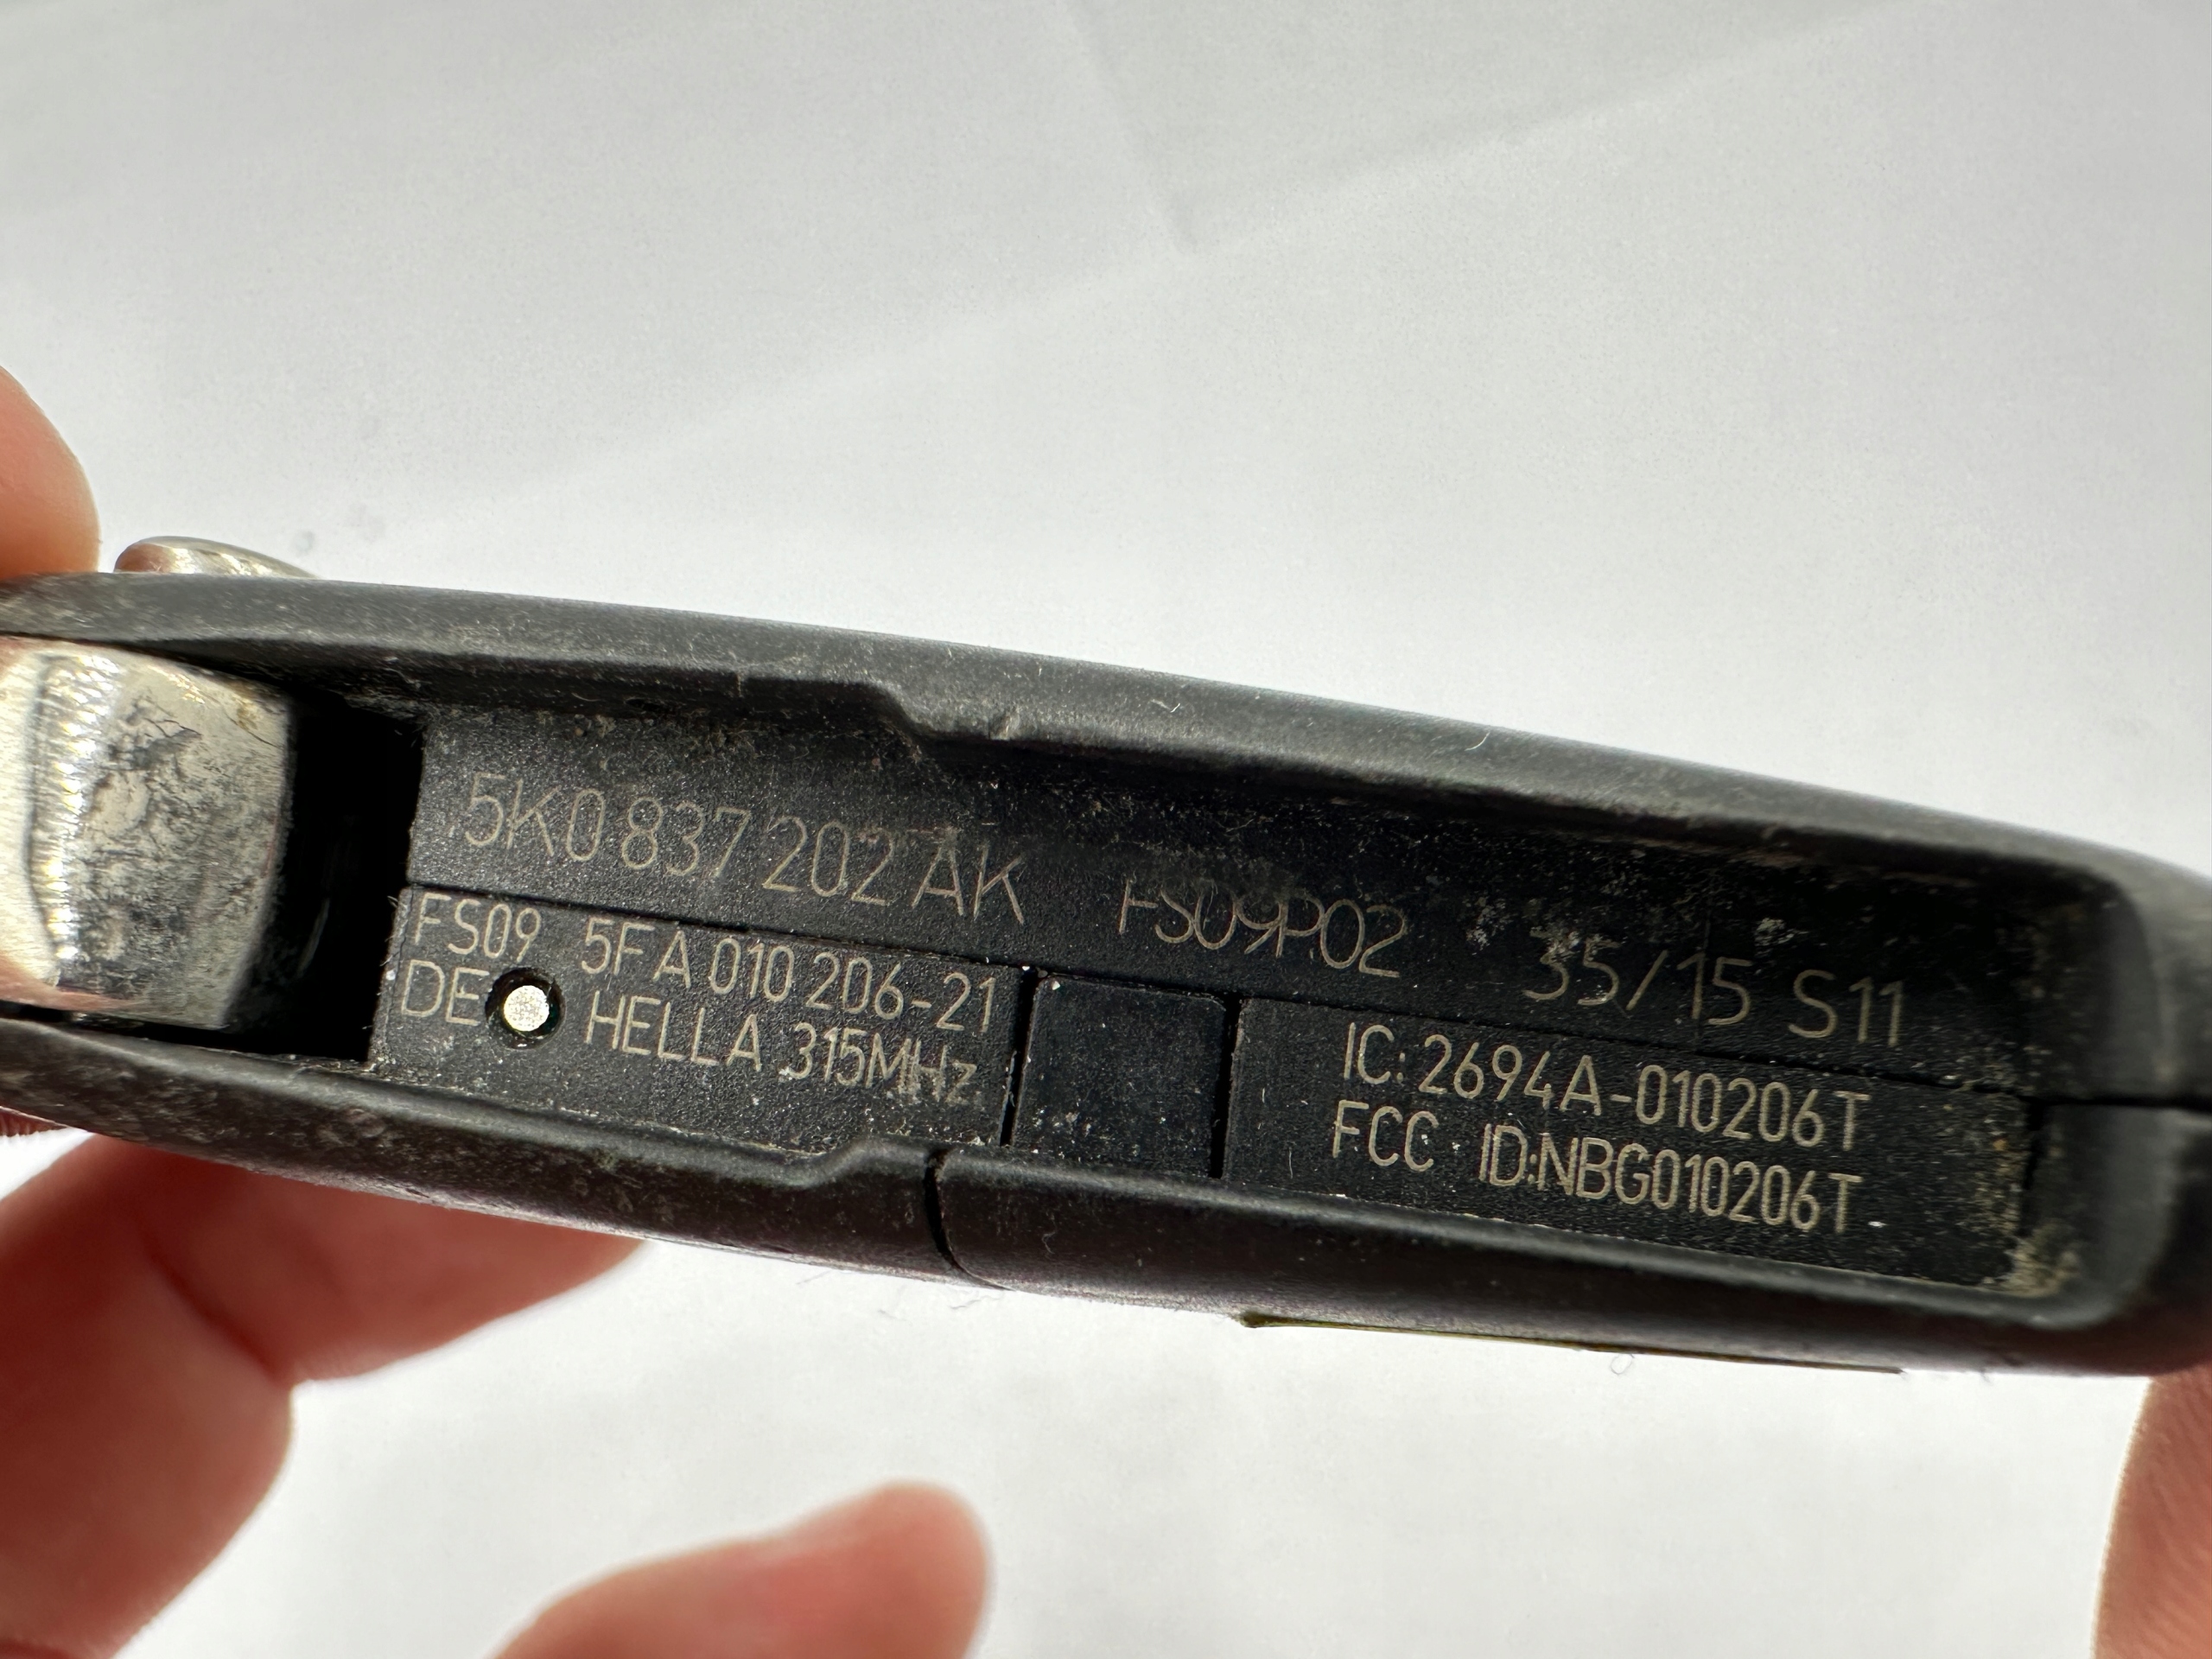 5K0 837 202 AK FS09P02 35/15 S11
FS09 5FA 010 206-21
DE HELLA 315MHz
IC: 2694A-010206T
FCC ID:NBG010206T